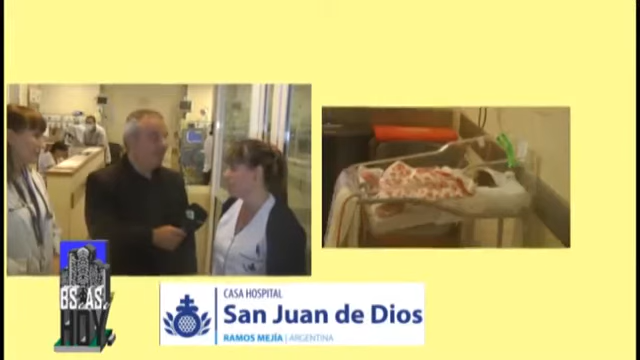 BS.AS.
HOY.
CASA HOSPITAL
San Juan de Dios
RAMOS MEJÍA | ARGENTINA